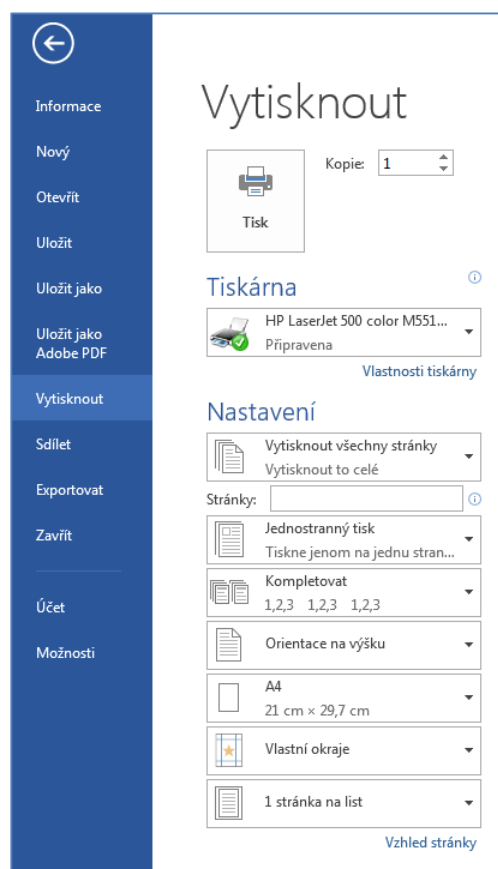 Informace
Nový
Otevřít
Uložit
Uložit jako
Uložit jako
Adobe PDF
Vytisknout
Sdílet
Exportovat
Zavřít
Účet
Možnosti
Vytisknout
Kopie: 1
Tisk
Tiskárna
HP LaserJet 500 color M551...
Připravena
Vlastnosti tiskárny
Nastavení
Vytisknout všechny stránky
Vytisknout to celé
Stránky:
Jednostranný tisk
Tiskne jenom na jednu stran...
Kompletovat
1,2,3 1,2,3 1,2,3
Orientace na výšku
A4
21 cm × 29,7 cm
Vlastní okraje
1 stránka na list
Vzhled stránky